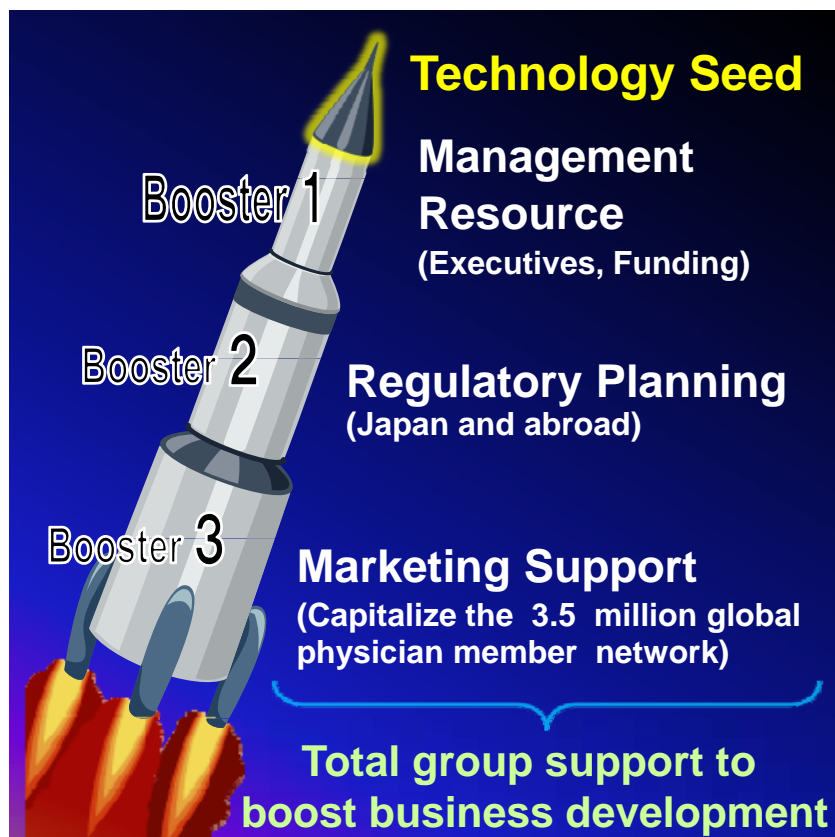 Technology Seed
Booster 1
Management
Resource
(Executives, Funding)
Booster 2
Regulatory Planning
(Japan and abroad)
Booster 3
Marketing Support
(Capitalize the 3.5 million global
physician member network)
Total group support to
boost business development